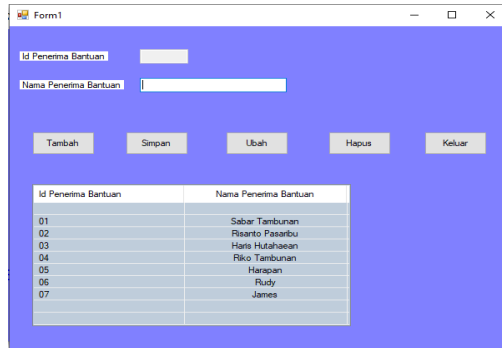 Form1
Id Penerima Bantuan
Nama Penerima Bantuan
Tambah Simpan Ubah Hapus Keluar
Id Penerima Bantuan Nama Penerima Bantuan
01 Sabar Tambunan
02 Risanto Pasaribu
03 Haris Hutahaean
04 Riko Tambunan
05 Harapan
06 Rudy
07 James